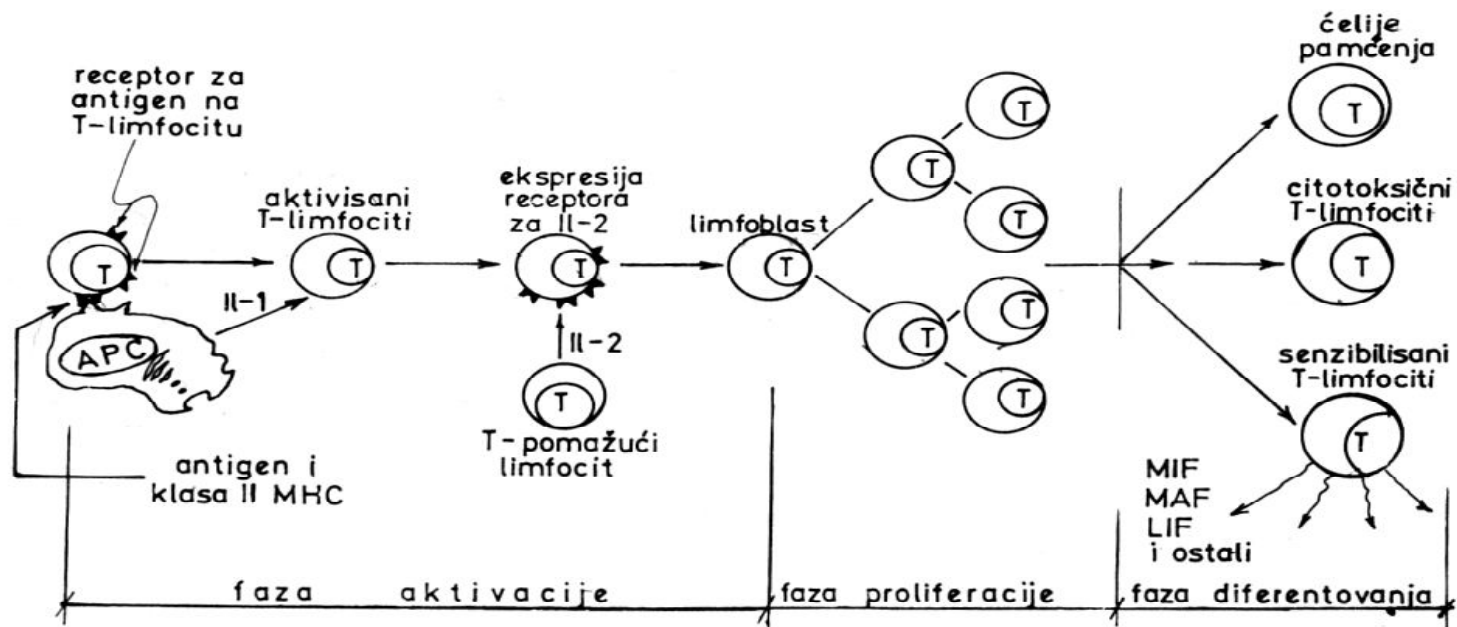 receptor za
antigen na
T-limfocitu
T
APC
Il-1
antigen i
klasa II MHC
aktivisani
T-limfociti
T
ekspresija
receptora
za Il-2
T
Il-2
T
T-pomažući
limfocit
limfoblast
T
T
T
T
T
T
T
ćelije
pamćenja
T
citotoksični
T-limfociti
T
senzibilisani
T-limfociti
T
MIF
MAF
LIF
i ostali
faza aktivacije
faza proliferacije
faza diferentovanja